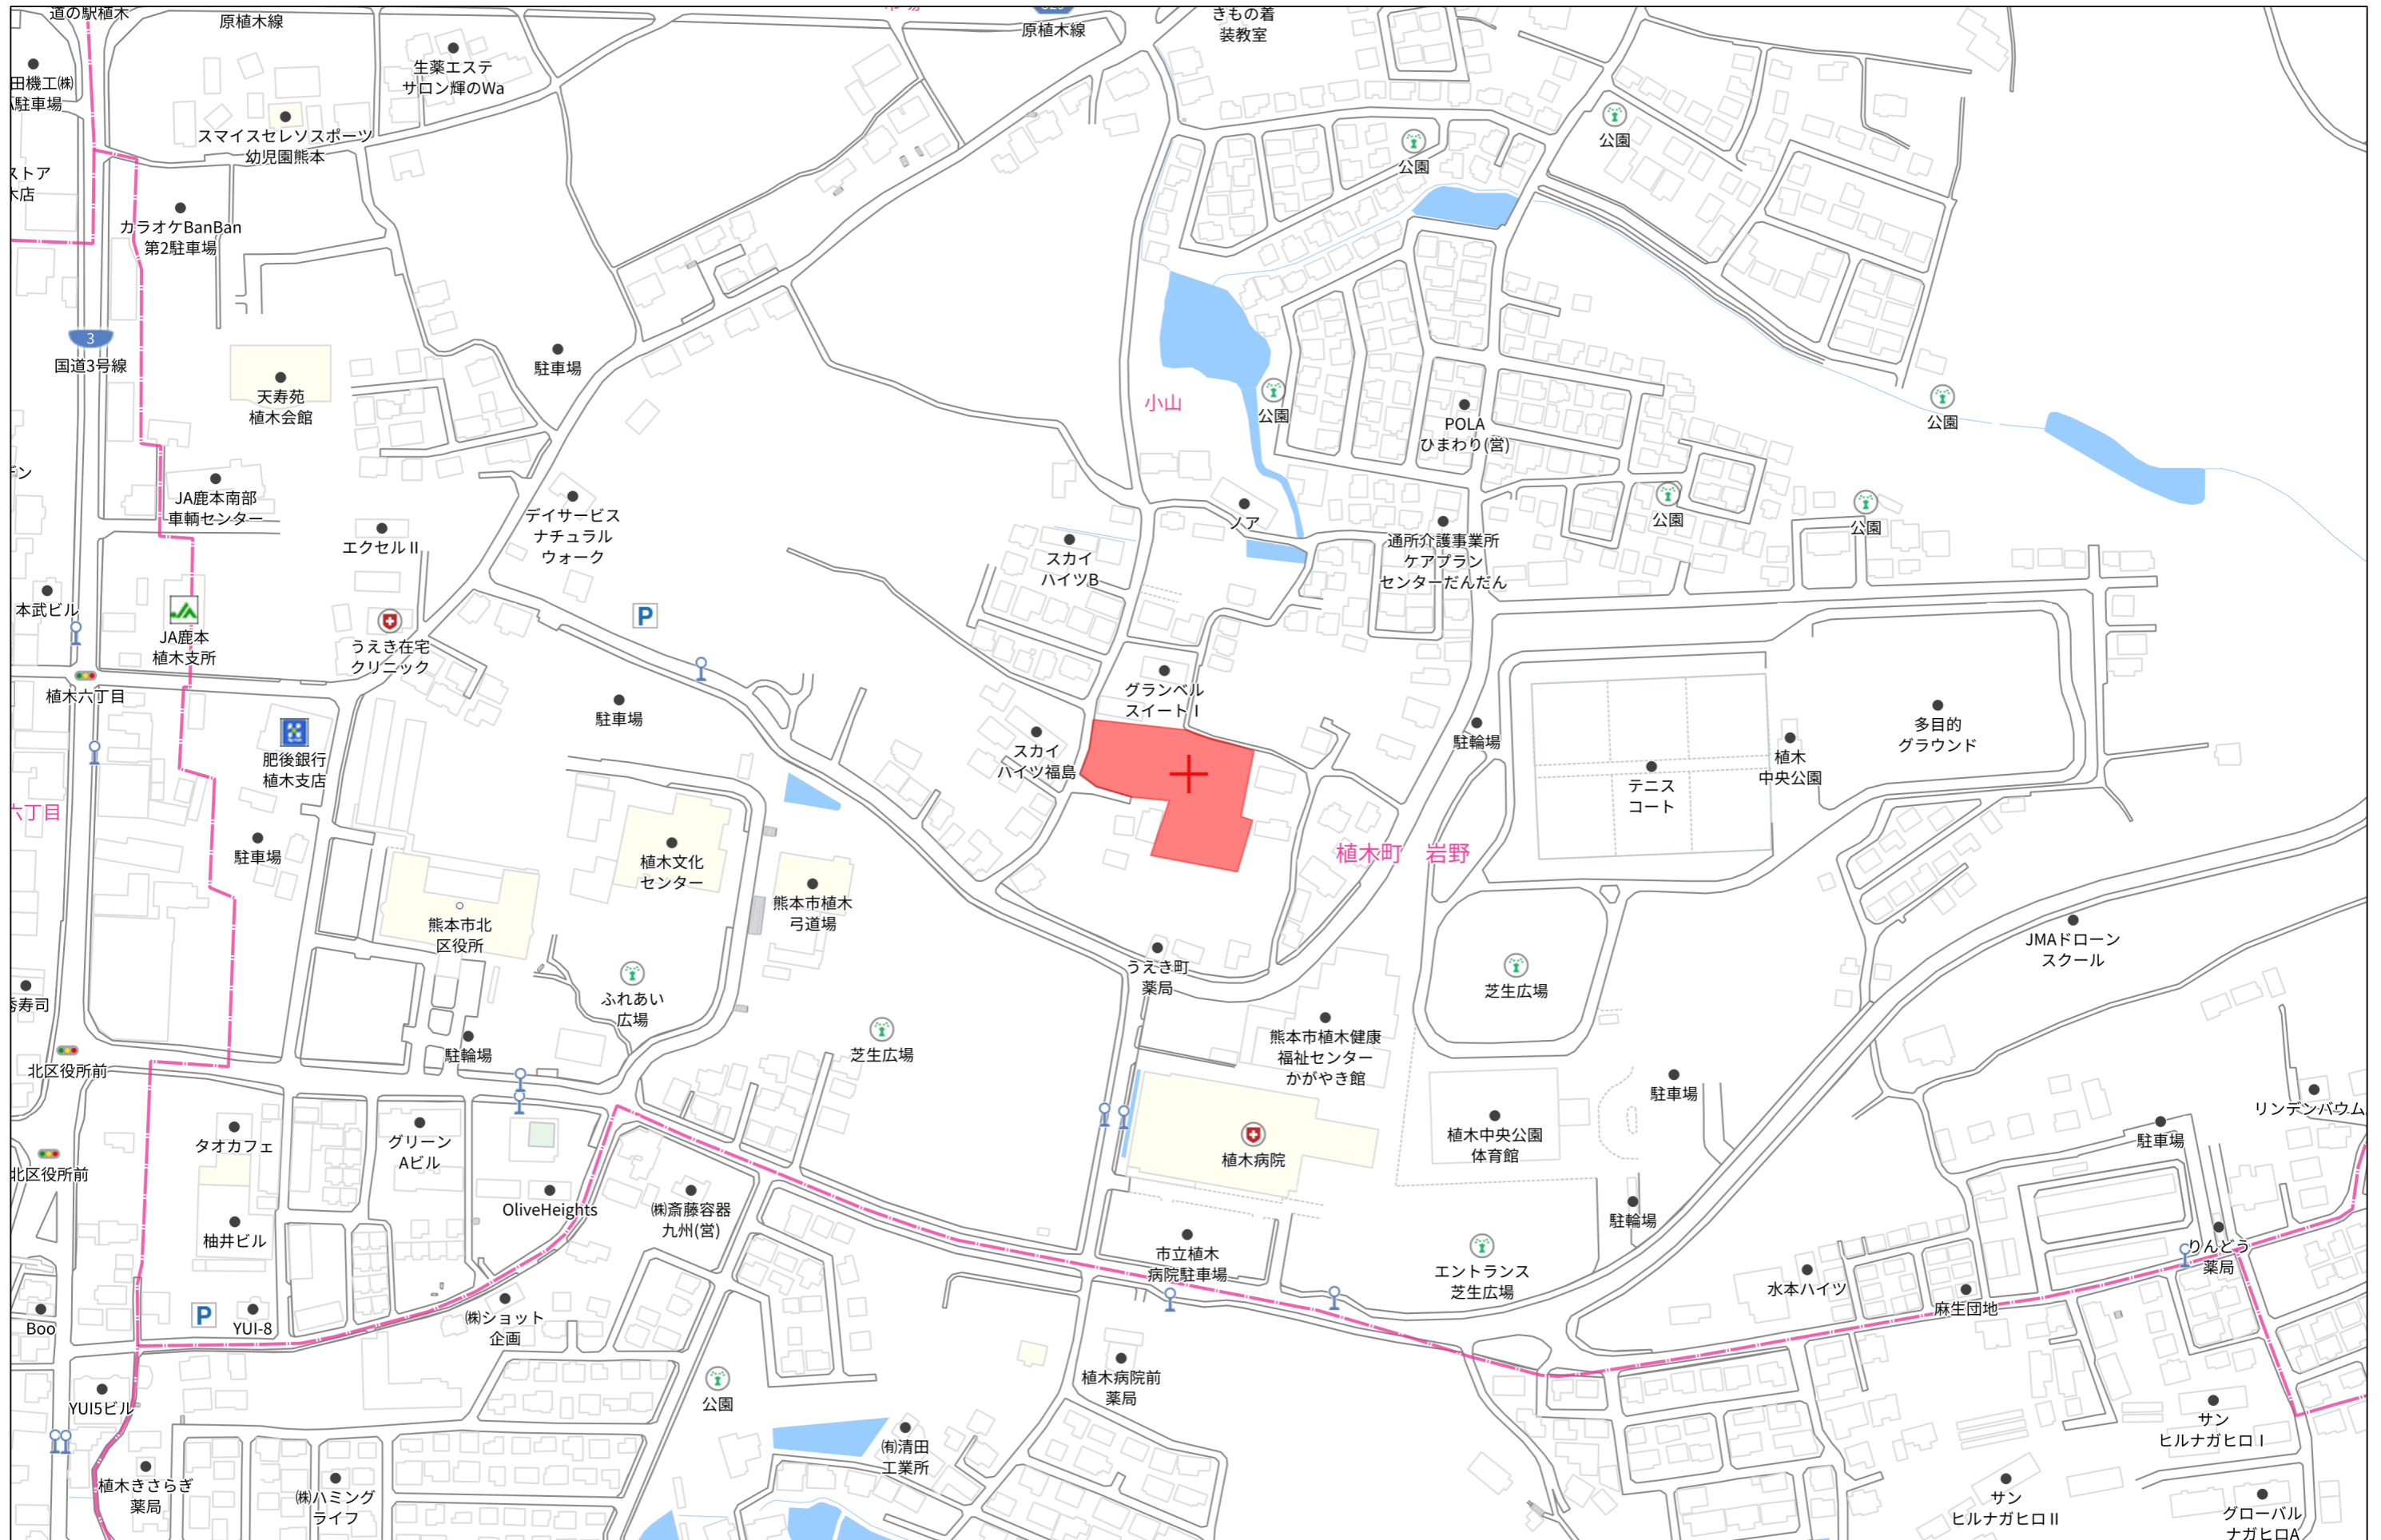 道の駅植木
原植木線
原植木線
きもの着
装教室
生薬エステ
サロン輝のWa
田機工㈱
駐車場
スマイスセレソスポーツ
幼児園熊本
公園
公園
ストア
木店
カラオケBanBan
第2駐車場
3
国道3号線
駐車場
天寿苑
植木会館
小山
公園
POLA
ひまわり(営)
公園
デン
JA鹿本南部
車輌センター
デイサービス
ナチュラル
ウォーク
ノア
公園
公園
エクセルⅡ
スカイ
ハイツB
通所介護事業所
ケアプラン
センターだんだん
本武ビル
JA鹿本
植木支所
うえき在宅
クリニック
P
植木六丁目
駐車場
グランベル
スイートⅠ
肥後銀行
植木支店
スカイ
ハイツ福島
駐輪場
テニス
コート
植木
中央公園
多目的
グラウンド
六丁目
駐車場
植木文化
センター
熊本市植木
弓道場
植木町 岩野
熊本市北
区役所
JMAドローン
スクール
うえき町
薬局
芝生広場
秀寿司
ふれあい
広場
駐輪場
芝生広場
熊本市植木健康
福祉センター
かがやき館
北区役所前
駐車場
リンデンバウム
タオカフェ
グリーン
Aビル
植木病院
植木中央公園
体育館
駐車場
北区役所前
OliveHeights
㈱斎藤容器
九州(営)
柚井ビル
駐輪場
市立植木
病院駐車場
エントランス
芝生広場
りんどう
薬局
水本ハイツ
麻生団地
Boo
P
YUI-8
㈱ショット
企画
植木病院前
薬局
公園
YUI5ビル
㈲清田
工業所
サン
ヒルナガヒロⅠ
植木きさらぎ
薬局
㈱ハミング
ライフ
サン
ヒルナガヒロⅡ
グローバル
ナガヒロA